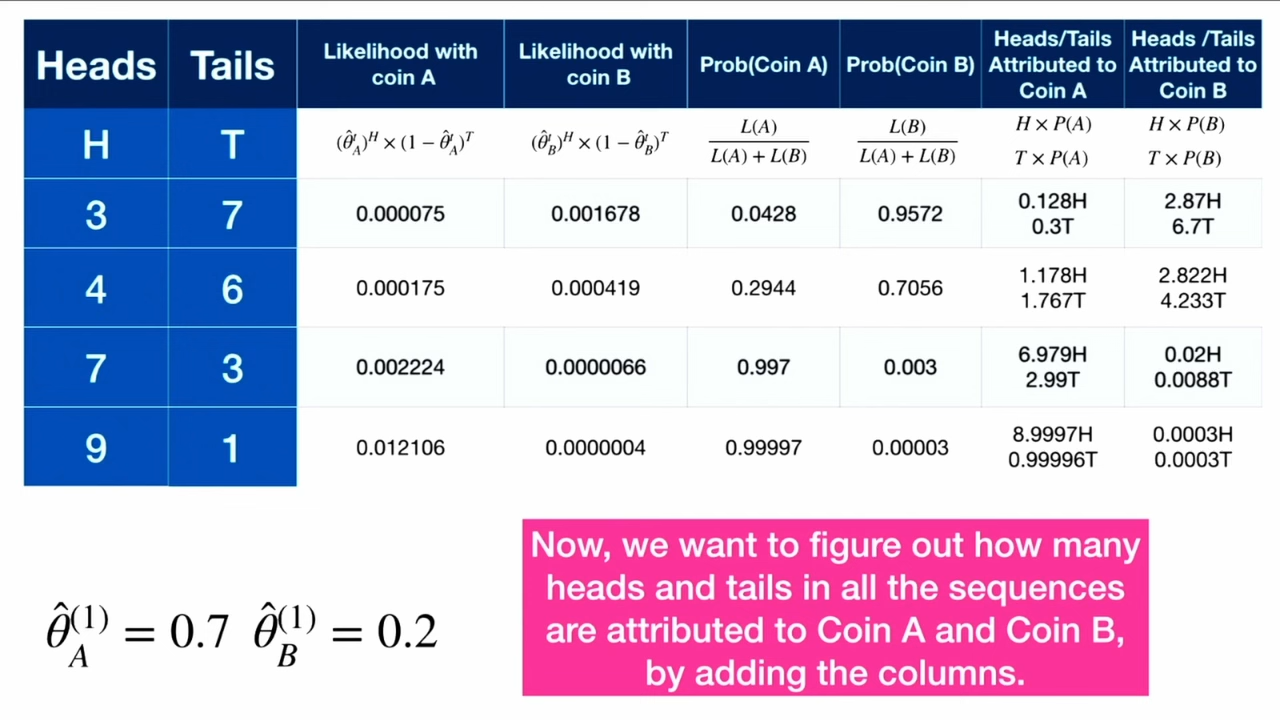 Heads | Tails | Likelihood with coin A | Likelihood with coin B | Prob(Coin A) | Prob(Coin B) | Heads/Tails Attributed to Coin A | Heads /Tails Attributed to Coin B
H | T | (θ̂ᵗ_A)^H × (1 − θ̂ᵗ_A)^T | (θ̂ᵗ_B)^H × (1 − θ̂ᵗ_B)^T | L(A) / L(A) + L(B) | L(B) / L(A) + L(B) | H × P(A) T × P(A) | H × P(B) T × P(B)
3 | 7 | 0.000075 | 0.001678 | 0.0428 | 0.9572 | 0.128H 0.3T | 2.87H 6.7T
4 | 6 | 0.000175 | 0.000419 | 0.2944 | 0.7056 | 1.178H 1.767T | 2.822H 4.233T
7 | 3 | 0.002224 | 0.0000066 | 0.997 | 0.003 | 6.979H 2.99T | 0.02H 0.0088T
9 | 1 | 0.012106 | 0.0000004 | 0.99997 | 0.00003 | 8.9997H 0.99996T | 0.0003H 0.0003T
θ̂_A^(1) = 0.7 θ̂_B^(1) = 0.2
Now, we want to figure out how many
heads and tails in all the sequences
are attributed to Coin A and Coin B,
by adding the columns.